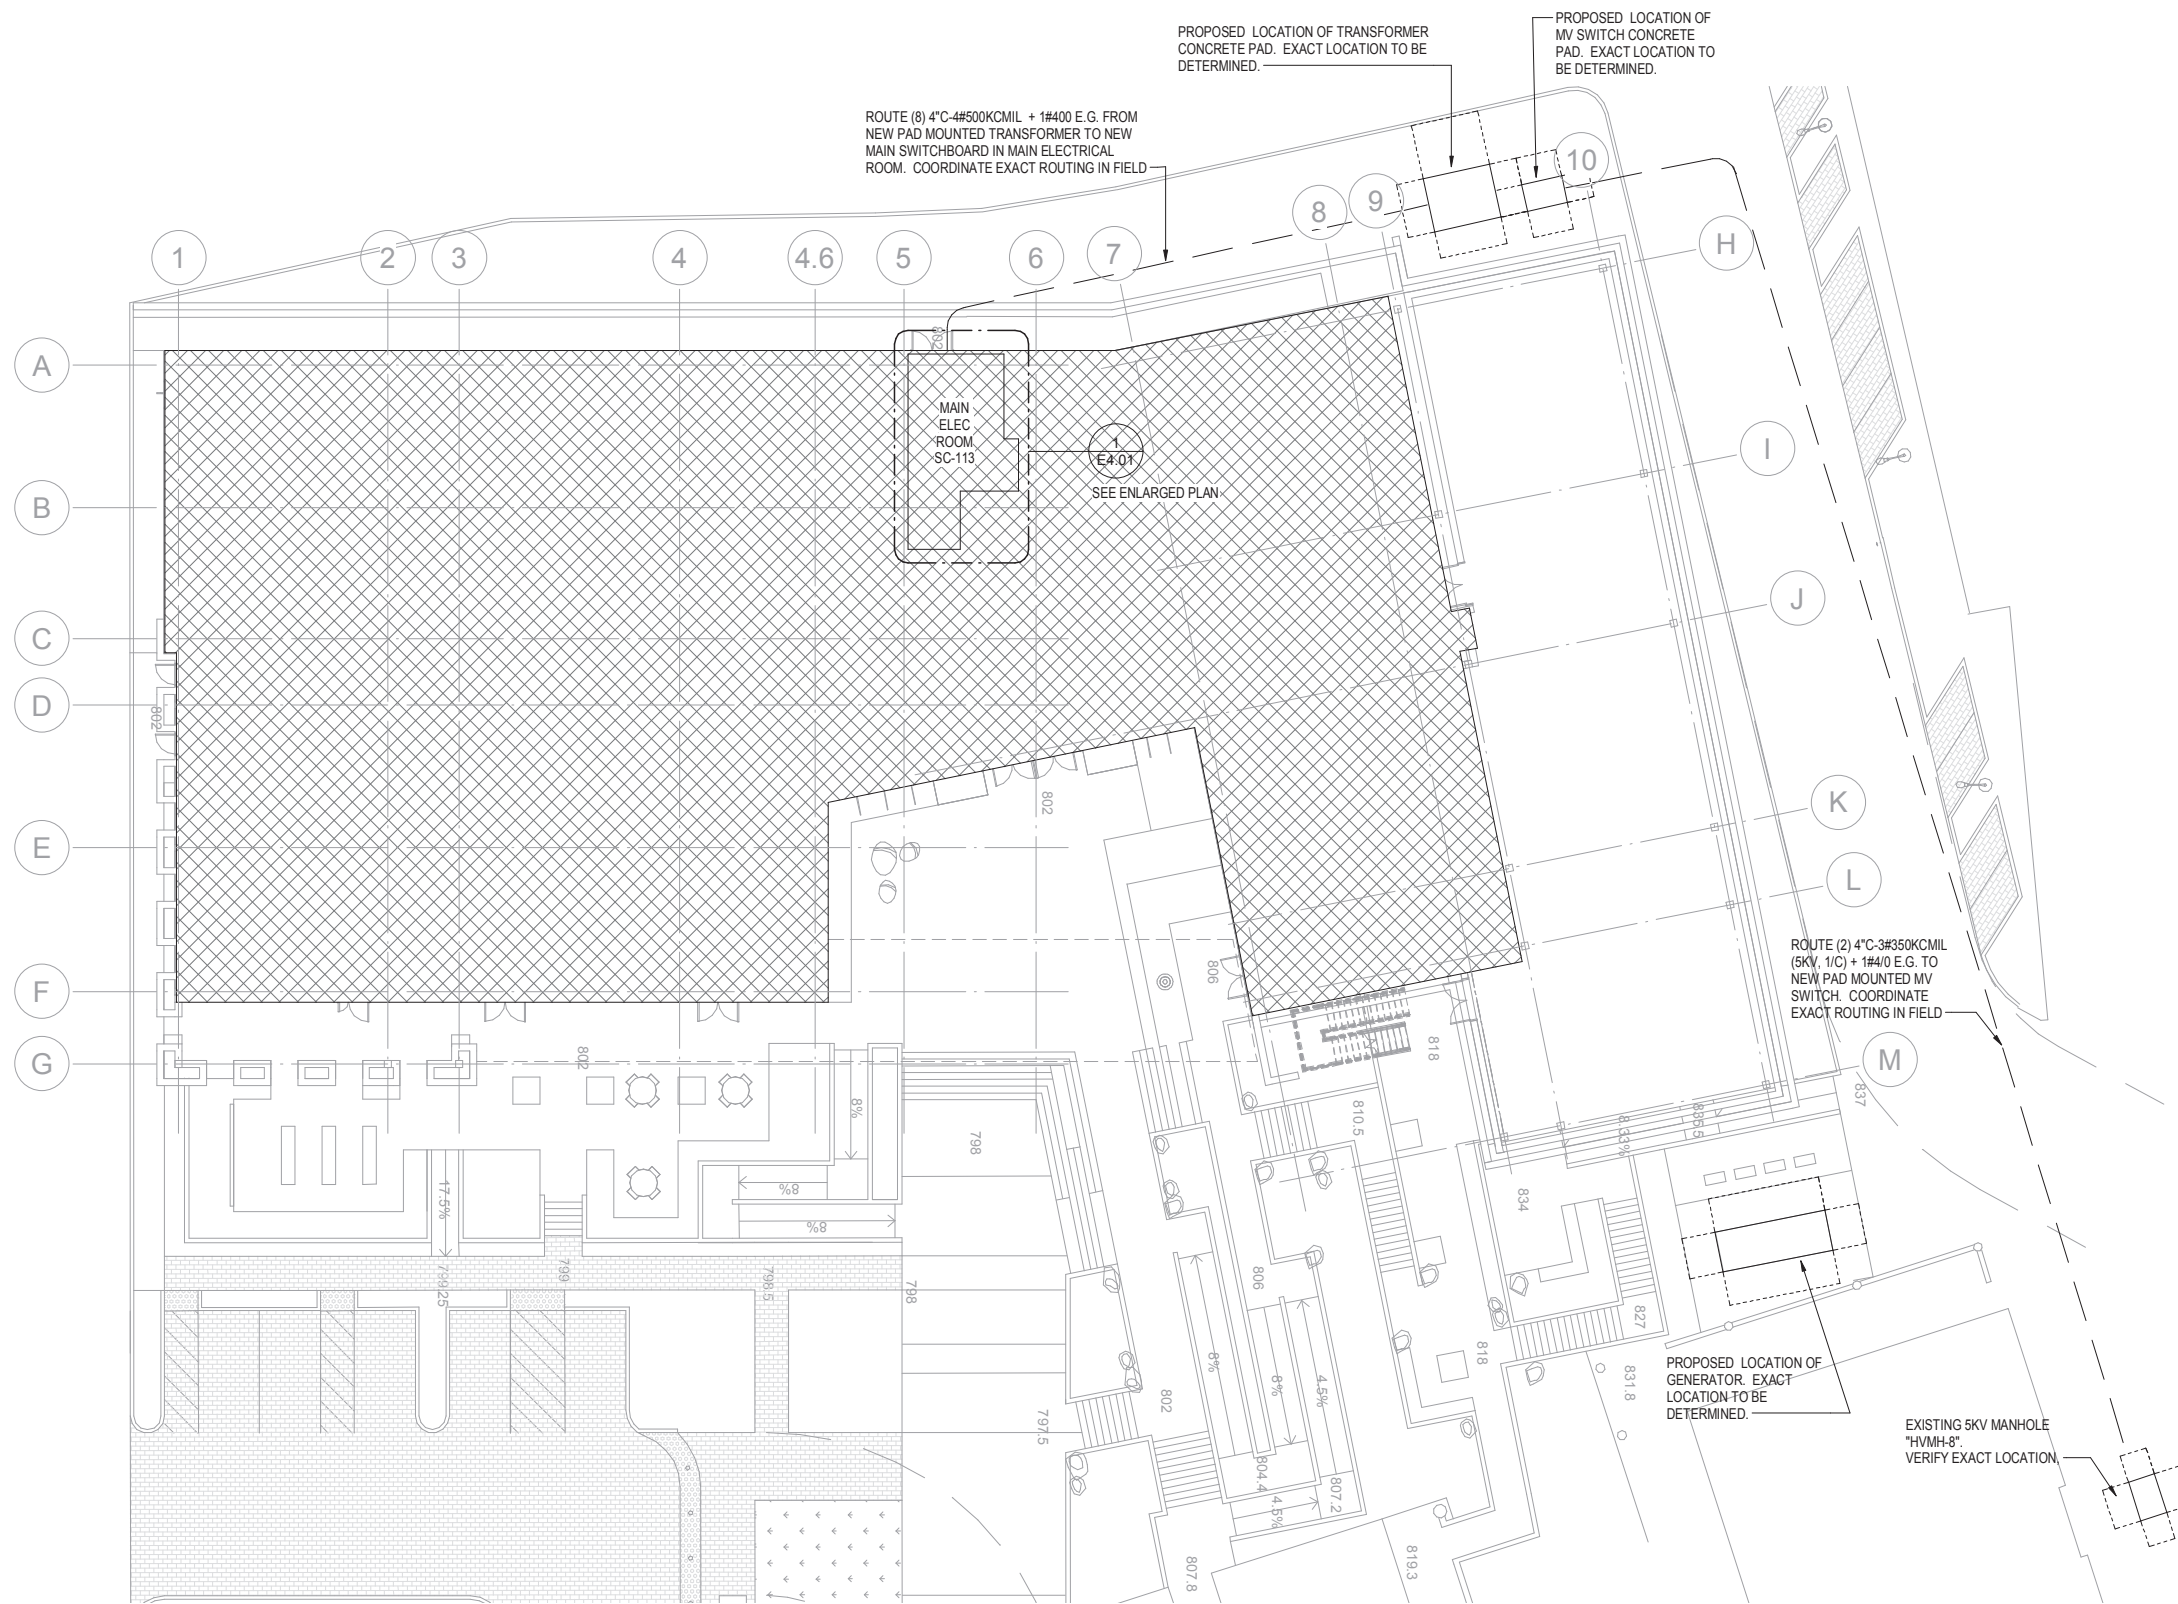 PROPOSED LOCATION OF TRANSFORMER
CONCRETE PAD. EXACT LOCATION TO BE
DETERMINED.
PROPOSED LOCATION OF
MV SWITCH CONCRETE
PAD. EXACT LOCATION TO
BE DETERMINED.
ROUTE (8) 4"C-4#500KCMIL + 1#400 E.G. FROM
NEW PAD MOUNTED TRANSFORMER TO NEW
MAIN SWITCHBOARD IN MAIN ELECTRICAL
ROOM. COORDINATE EXACT ROUTING IN FIELD
1
2
3
4
4.6
5
6
7
8
9
10
H
I
J
K
L
M
A
B
C
D
E
F
G
802
MAIN
ELEC
ROOM
SC-113
1
E4.01
SEE ENLARGED PLAN
802
802
806
ROUTE (2) 4"C-3#350KCMIL
(5KV, 1/C) + 1#4/0 E.G. TO
NEW PAD MOUNTED MV
SWITCH. COORDINATE
EXACT ROUTING IN FIELD
802
818
8%
798
810.5
8.33%
835.5
837
17.5%
8%
8%
834
799.25
799
798.5
798
806
827
8%
8%
4.5%
818
802
797.5
831.8
804.4
4.5%
807.2
807.8
819.3
PROPOSED LOCATION OF
GENERATOR. EXACT
LOCATION TO BE
DETERMINED.
EXISTING 5KV MANHOLE
"HVMH-8".
VERIFY EXACT LOCATION.